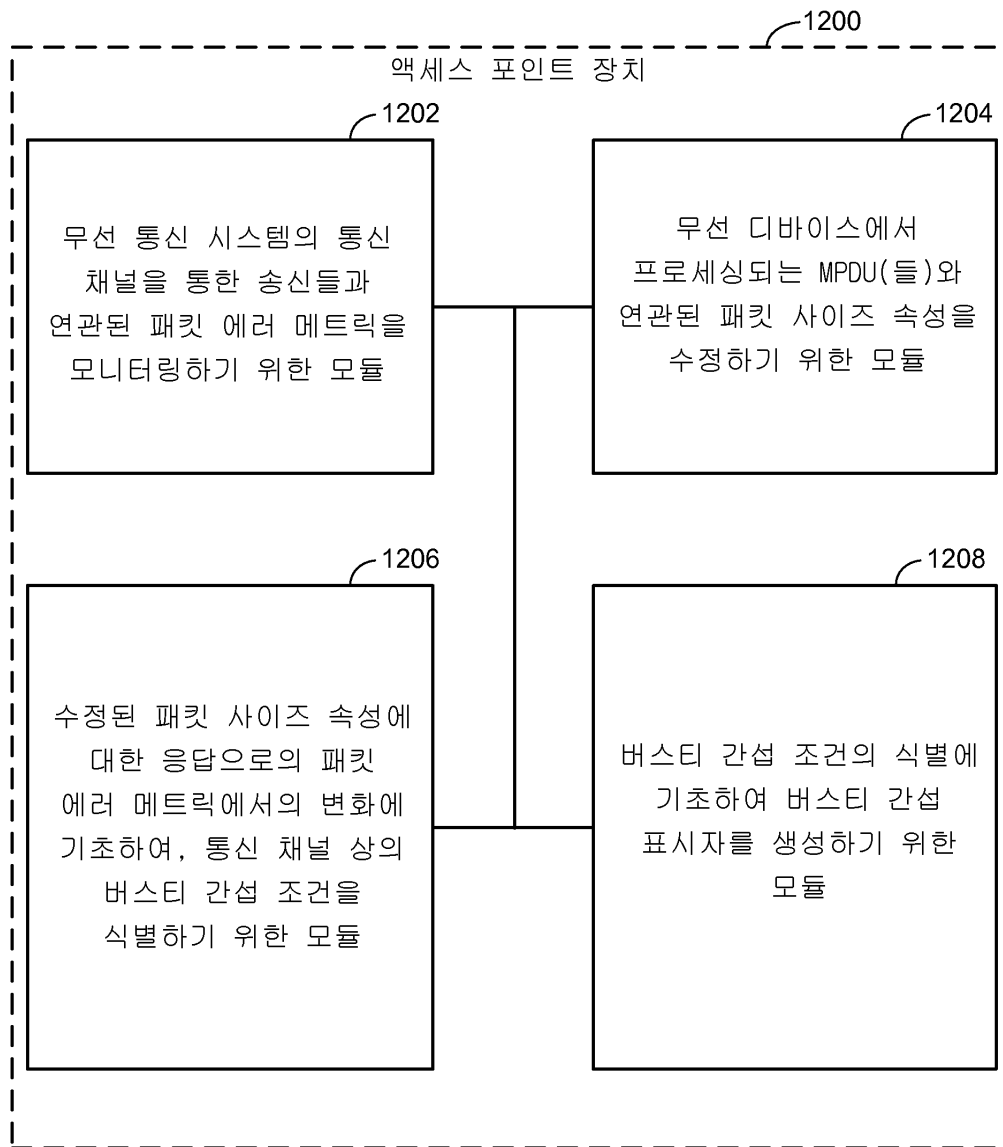 1200
액세스 포인트 장치
1202
무선 통신 시스템의 통신
채널을 통한 송신들과
연관된 패킷 에러 메트릭을
모니터링하기 위한 모듈
1204
무선 디바이스에서
프로세싱되는 MPDU(들)와
연관된 패킷 사이즈 속성을
수정하기 위한 모듈
1206
수정된 패킷 사이즈 속성에
대한 응답으로의 패킷
에러 메트릭에서의 변화에
기초하여, 통신 채널 상의
버스티 간섭 조건을
식별하기 위한 모듈
1208
버스티 간섭 조건의 식별에
기초하여 버스티 간섭
표시자를 생성하기 위한
모듈